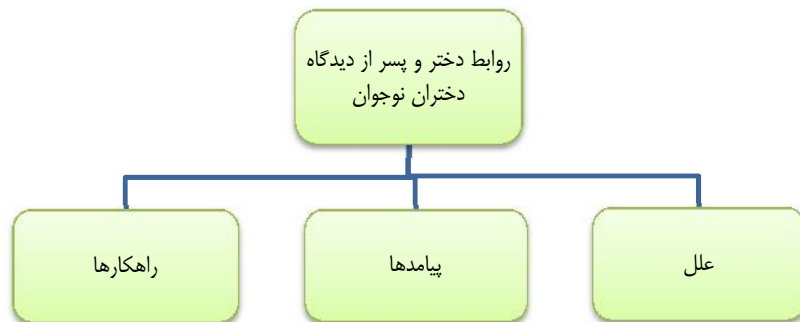 روابط دختر و پسر از دیدگاه
دختران نوجوان
علل
پیامدها
راهکارها